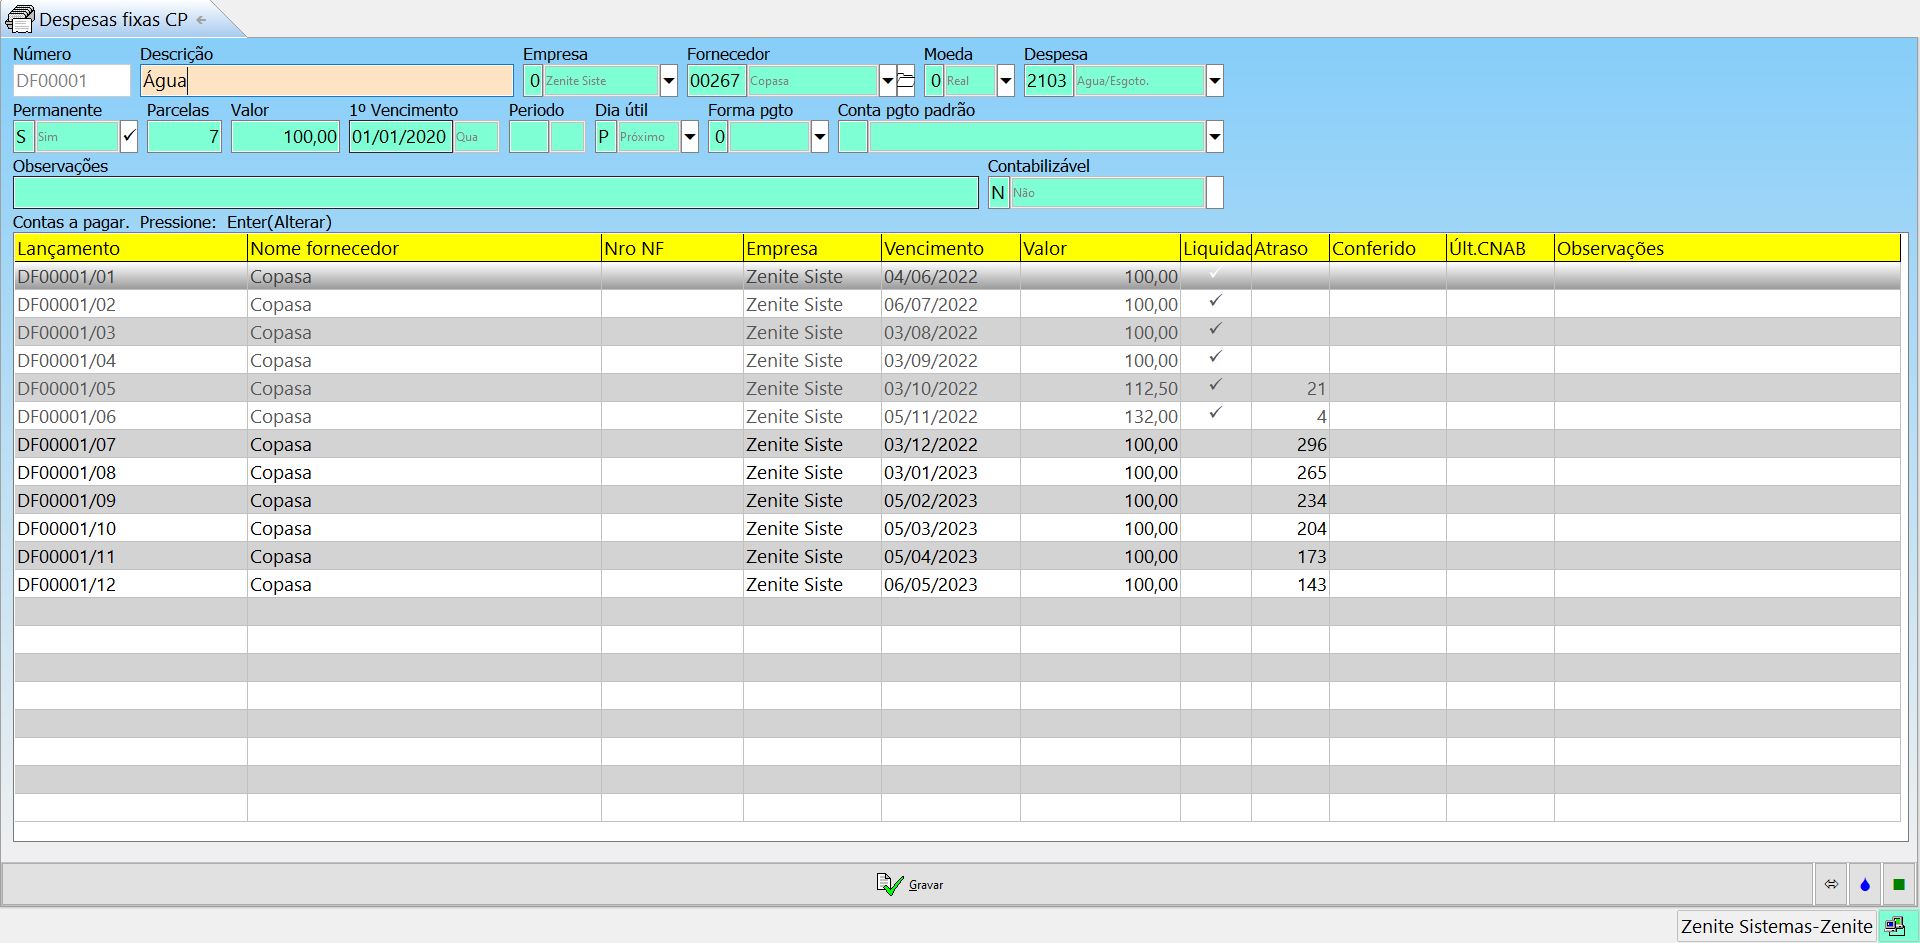 Despesas fixas CP
Número Descrição Empresa Fornecedor Moeda Despesa
DF00001 Água 0 Zenite Siste 00267 Copasa 0 Real 2103 Agua/Esgoto.
Permanente Parcelas Valor 1º Vencimento Periodo Dia útil Forma pgto Conta pgto padrão
S Sim 7 100,00 01/01/2020 Qua P Próximo 0
Observações Contabilizável
N Não
Contas a pagar. Pressione: Enter(Alterar)
Lançamento Nome fornecedor Nro NF Empresa Vencimento Valor Liquidac Atraso Conferido Últ.CNAB Observações
DF00001/01 Copasa Zenite Siste 04/06/2022 100,00 ✓
DF00001/02 Copasa Zenite Siste 06/07/2022 100,00 ✓
DF00001/03 Copasa Zenite Siste 03/08/2022 100,00 ✓
DF00001/04 Copasa Zenite Siste 03/09/2022 100,00 ✓
DF00001/05 Copasa Zenite Siste 03/10/2022 112,50 ✓ 21
DF00001/06 Copasa Zenite Siste 05/11/2022 132,00 ✓ 4
DF00001/07 Copasa Zenite Siste 03/12/2022 100,00 296
DF00001/08 Copasa Zenite Siste 03/01/2023 100,00 265
DF00001/09 Copasa Zenite Siste 05/02/2023 100,00 234
DF00001/10 Copasa Zenite Siste 05/03/2023 100,00 204
DF00001/11 Copasa Zenite Siste 05/04/2023 100,00 173
DF00001/12 Copasa Zenite Siste 06/05/2023 100,00 143
Gravar
Zenite Sistemas-Zenite